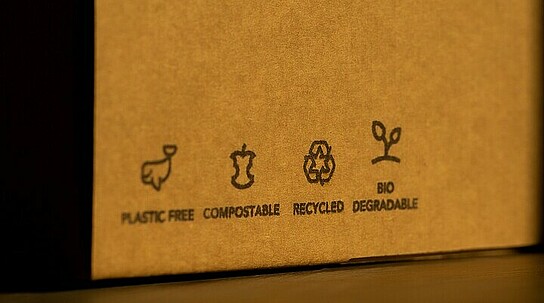 PLASTIC FREE
COMPOSTABLE
RECYCLED
BIO
DEGRADABLE